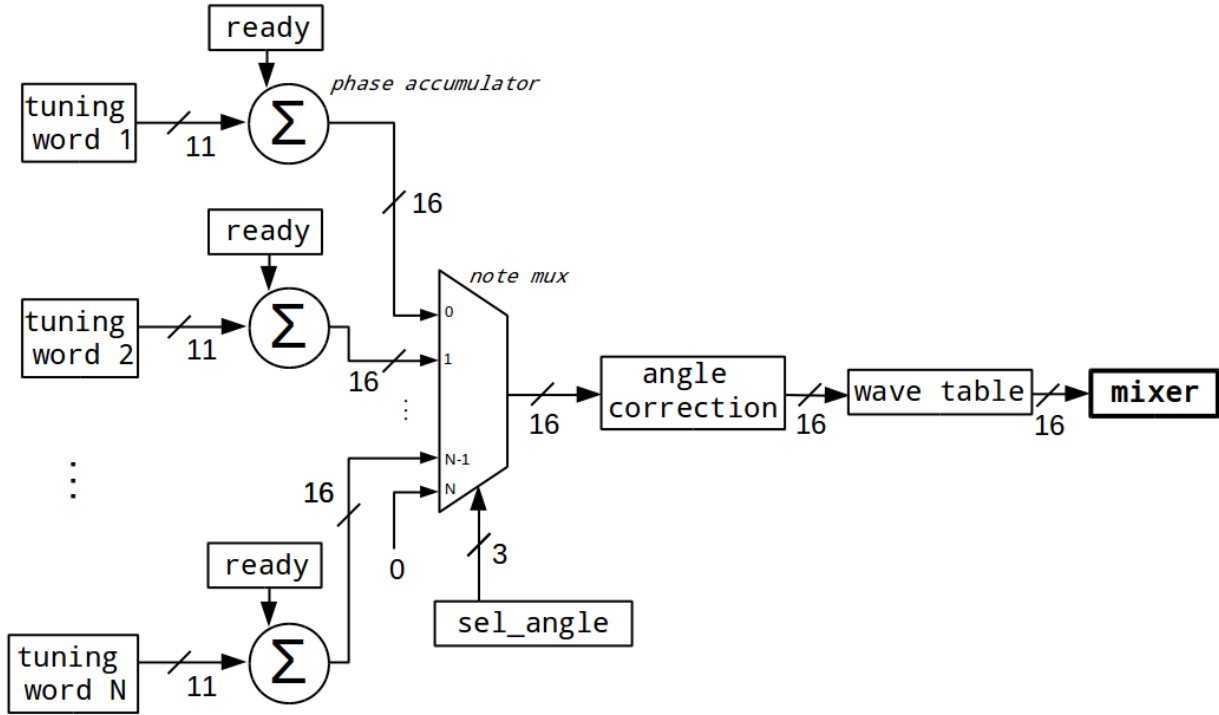 ready
phase accumulator
tuning
word 1
11
Σ
16
ready
note mux
tuning
word 2
11
Σ
16
0
1
⋮
N-1
N
16
angle
correction
16
wave table
16
mixer
⋮
16
0
3
sel_angle
ready
tuning
word N
11
Σ